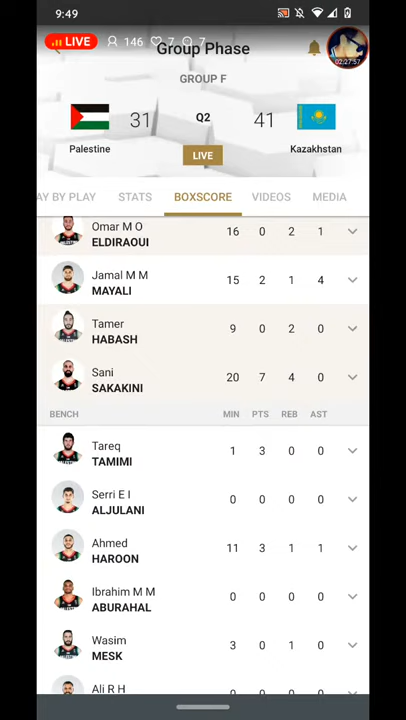 9:49
LIVE 146 7 7
Group Phase
02:27:57
GROUP F
31 Q2 41
Palestine Kazakhstan
LIVE
AY BY PLAY STATS BOXSCORE VIDEOS MEDIA
Omar M O
ELDIRAOUI 16 0 2 1
Jamal M M
MAYALI 15 2 1 4
Tamer
HABASH 9 0 2 0
Sani
SAKAKINI 20 7 4 0
BENCH MIN PTS REB AST
Tareq
TAMIMI 1 3 0 0
Serri E I
ALJULANI 0 0 0 0
Ahmed
HAROON 11 3 1 1
Ibrahim M M
ABURAHAL 0 0 0 0
Wasim
MESK 3 0 1 0
Ali R H 0 0 0 0